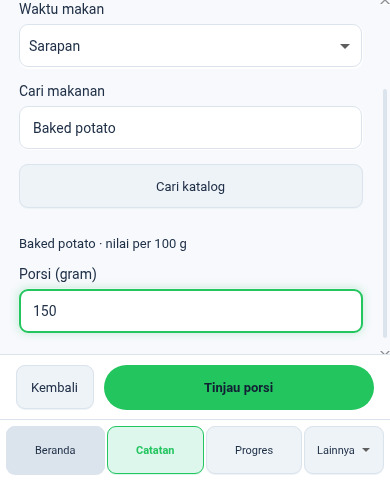 Waktu makan
Sarapan
Cari makanan
Baked potato
Cari katalog
Baked potato · nilai per 100 g
Porsi (gram)
150
Kembali
Tinjau porsi
Beranda
Catatan
Progres
Lainnya